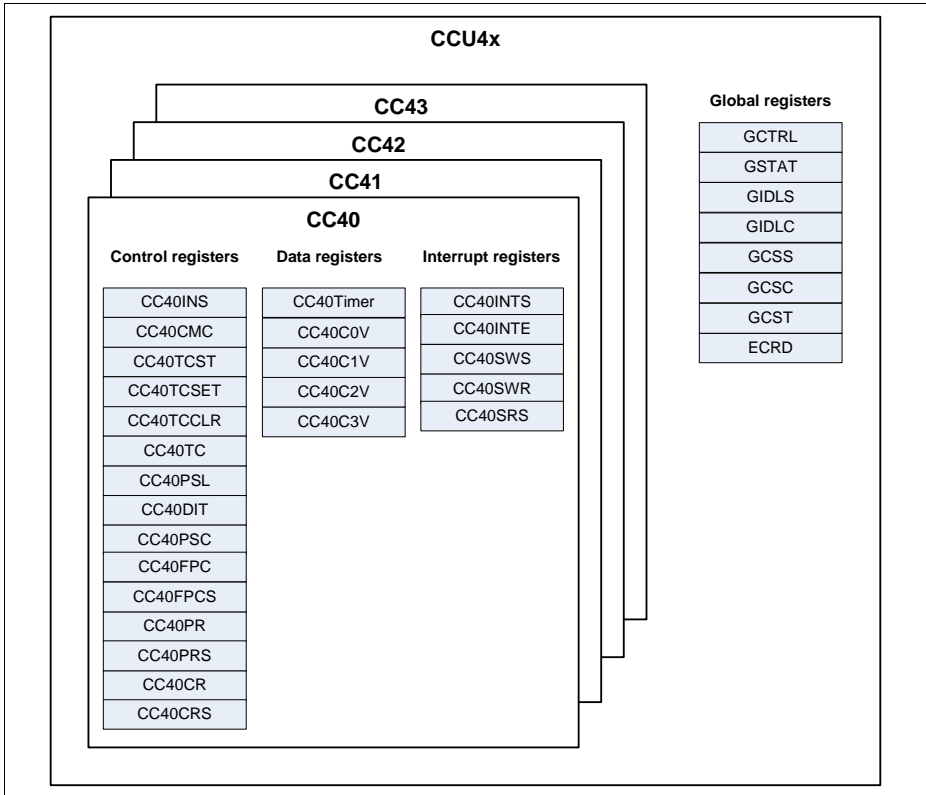 CCU4x
CC43
CC42
CC41
CC40
Control registers
CC40INS
CC40CMC
CC40TCST
CC40TCSET
CC40TCCLR
CC40TC
CC40PSL
CC40DIT
CC40PSC
CC40FPC
CC40FPCS
CC40PR
CC40PRS
CC40CR
CC40CRS
Data registers
CC40Timer
CC40C0V
CC40C1V
CC40C2V
CC40C3V
Interrupt registers
CC40INTS
CC40INTE
CC40SWS
CC40SWR
CC40SRS
Global registers
GCTRL
GSTAT
GIDLS
GIDLC
GCSS
GCSC
GCST
ECRD